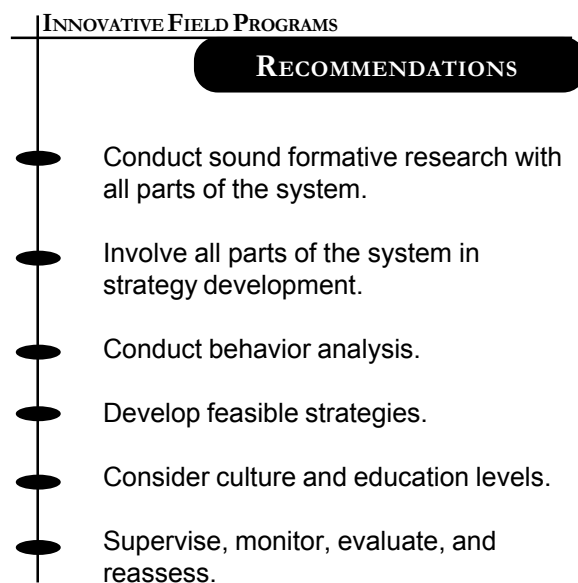 INNOVATIVE FIELD PROGRAMS
RECOMMENDATIONS
Conduct sound formative research with
all parts of the system.
Involve all parts of the system in
strategy development.
Conduct behavior analysis.
Develop feasible strategies.
Consider culture and education levels.
Supervise, monitor, evaluate, and
reassess.